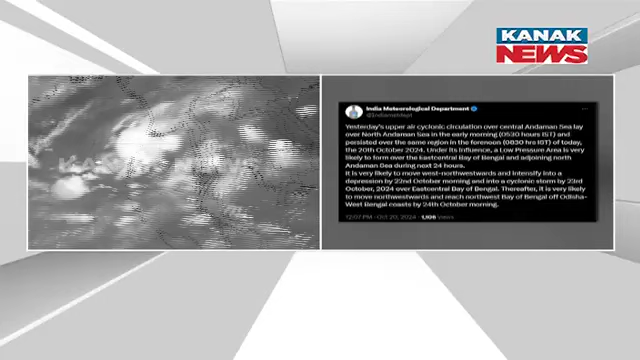 KANAK
NEWS
India Meteorological Department
@Indiametdept
Yesterday's upper air cyclonic circulation over central Andaman Sea lay
over North Andaman Sea in the early morning (0530 hours IST) and
persisted over the same region in the forenoon (0830 hrs IST) of today,
the 20th October 2024. Under its influence, a Low Pressure Area is very
likely to form over the Eastcentral Bay of Bengal and adjoining north
Andaman Sea during next 24 hours.
It is very likely to move west-northwestwards and intensify into a
depression by 22nd October morning and into a cyclonic storm by 23rd
October, 2024 over Eastcentral Bay of Bengal. Thereafter, it is very likely
to move northwestwards and reach northwest Bay of Bengal off Odisha-
West Bengal coasts by 24th October morning.
12:07 PM - Oct 20, 2024 · 1,106 Views